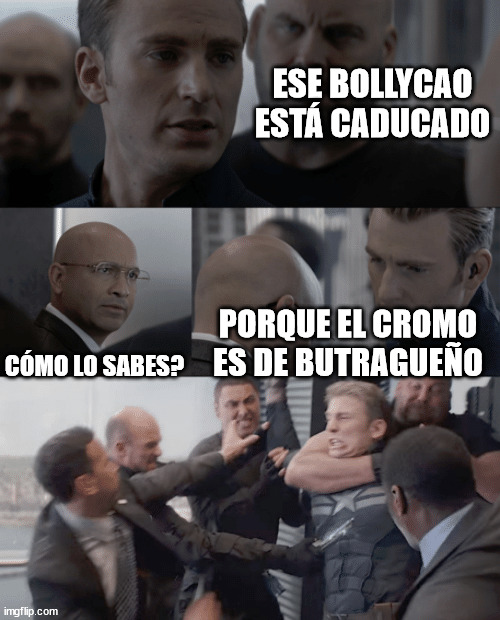 ESE BOLLYCAO
ESTÁ CADUCADO
CÓMO LO SABES?
PORQUE EL CROMO
ES DE BUTRAGUEÑO
imgflip.com